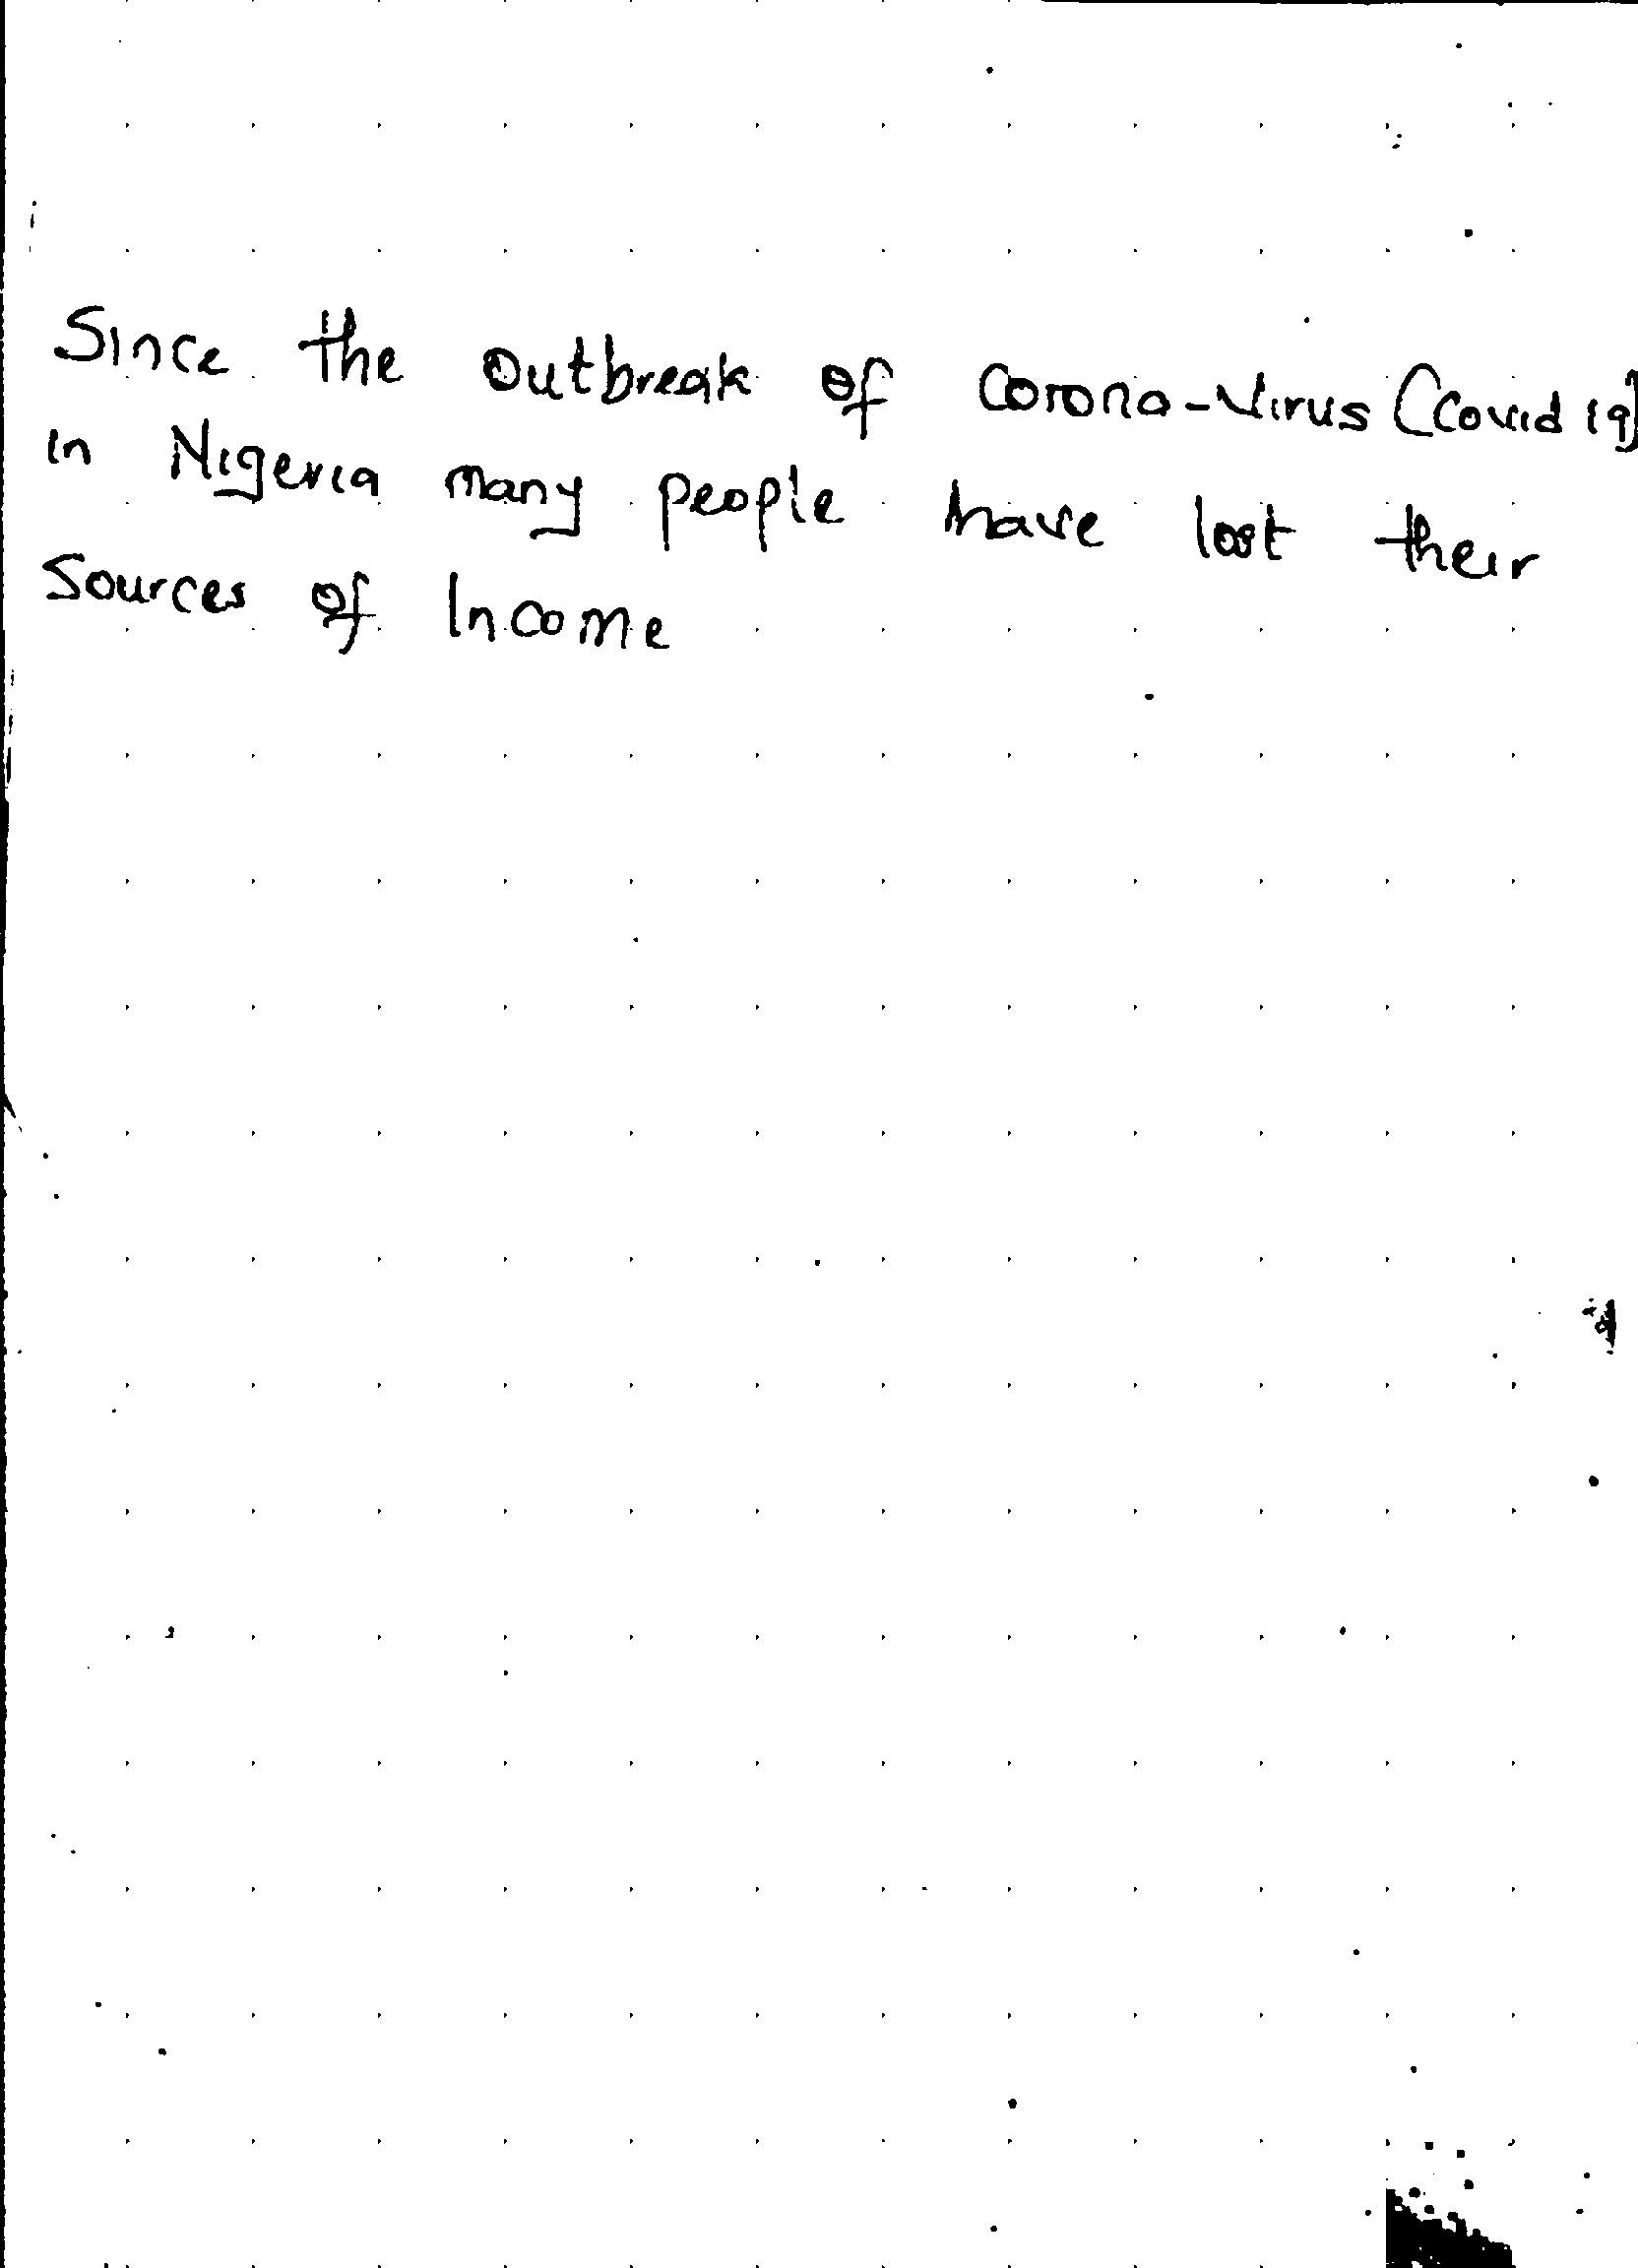 Since the outbreak of Corona-Virus (Covid 19)
in Nigeria many people have lost their
Sources of Income